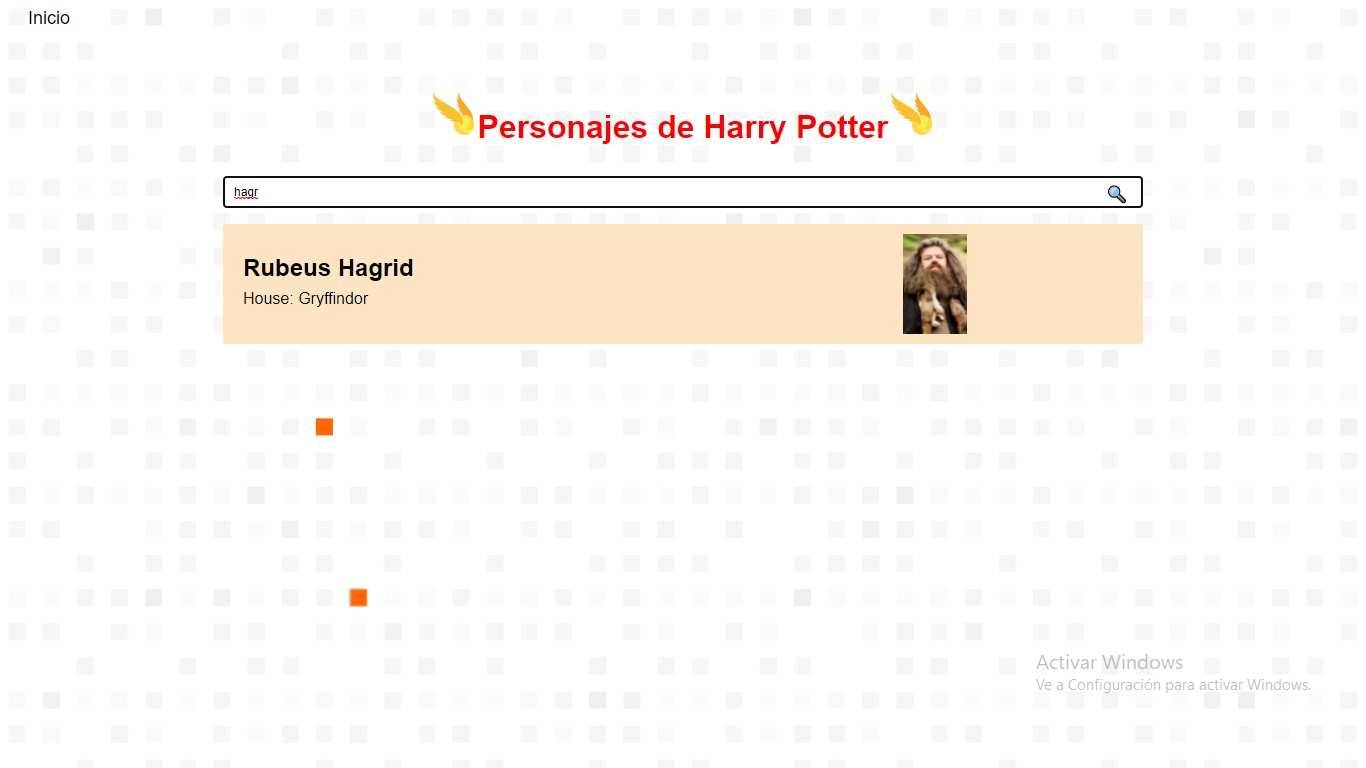 Inicio
Personajes de Harry Potter
hagr
Rubeus Hagrid
House: Gryffindor
Activar Windows
Ve a Configuración para activar Windows.